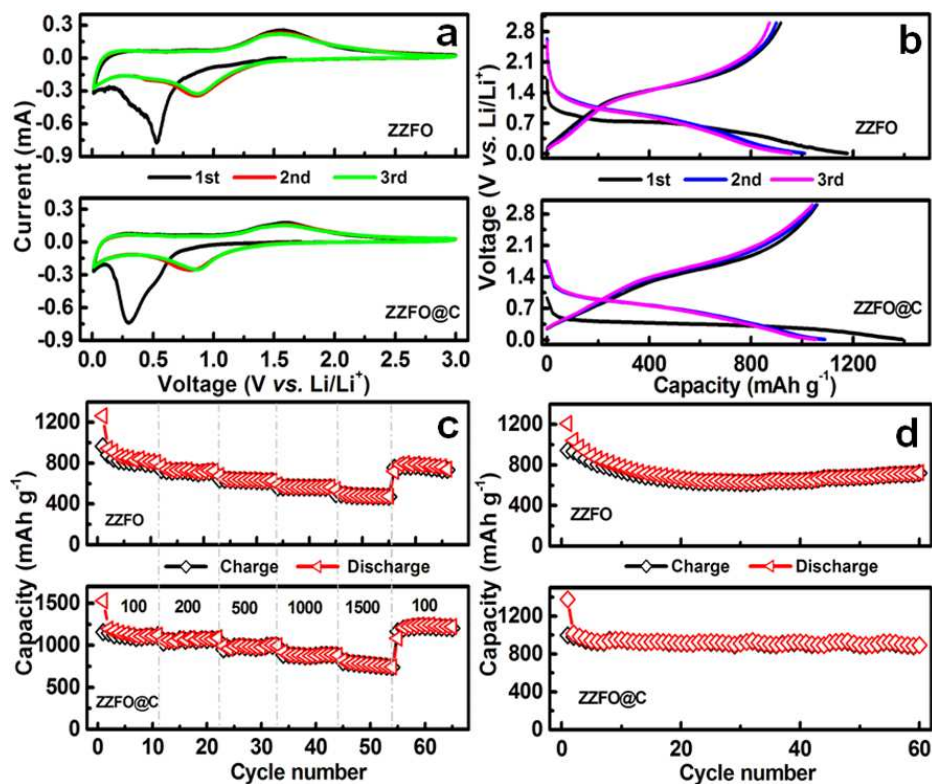 a
0.3
0.0
-0.3
-0.6
-0.9
ZZFO
1st 2nd 3rd
0.3
0.0
-0.3
-0.6
-0.9
ZZFO@C
0.0 0.5 1.0 1.5 2.0 2.5 3.0
Voltage (V vs. Li/Li+)
Current (mA)
b
2.8
2.1
1.4
0.7
0.0
ZZFO
1st 2nd 3rd
2.8
2.1
1.4
0.7
0.0
ZZFO@C
0 400 800 1200
Capacity (mAh g-1)
Voltage (V vs. Li/Li+)
c
1200
800
400
0
ZZFO
Charge Discharge
1500
1000
500
0
100 200 500 1000 1500 100
ZZFO@C
0 10 20 30 40 50 60
Cycle number
Capacity (mAh g-1)
d
1200
800
400
0
ZZFO
Charge Discharge
1200
800
400
0
ZZFO@C
0 20 40 60
Cycle number
Capacity (mAh g-1)